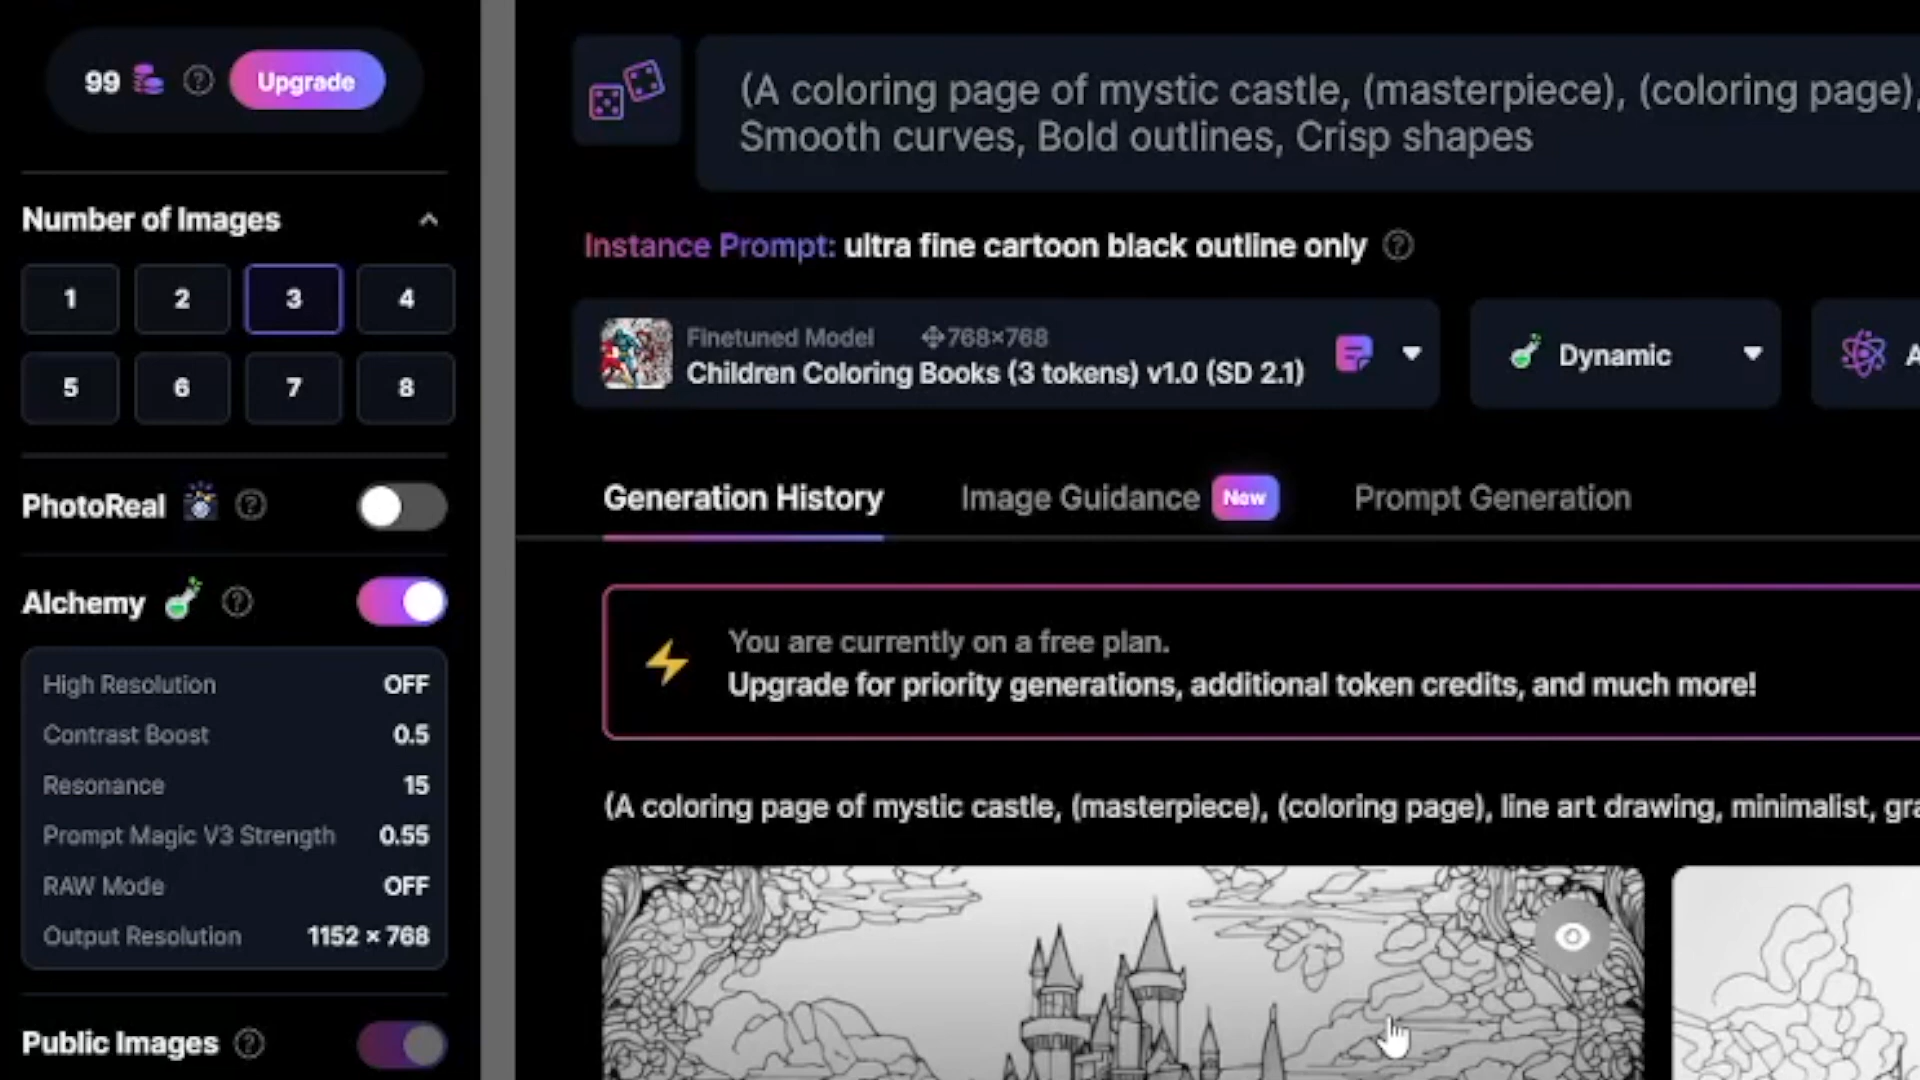 99
Upgrade
(A coloring page of mystic castle, (masterpiece), (coloring page),
Smooth curves, Bold outlines, Crisp shapes
Number of Images
1 2 3 4
5 6 7 8
Instance Prompt: ultra fine cartoon black outline only
Finetuned Model 768×768
Children Coloring Books (3 tokens) v1.0 (SD 2.1)
Dynamic
PhotoReal
Generation History
Image Guidance New
Prompt Generation
Alchemy
High Resolution OFF
Contrast Boost 0.5
Resonance 15
Prompt Magic V3 Strength 0.55
RAW Mode OFF
Output Resolution 1152 × 768
Public Images
You are currently on a free plan.
Upgrade for priority generations, additional token credits, and much more!
(A coloring page of mystic castle, (masterpiece), (coloring page), line art drawing, minimalist,